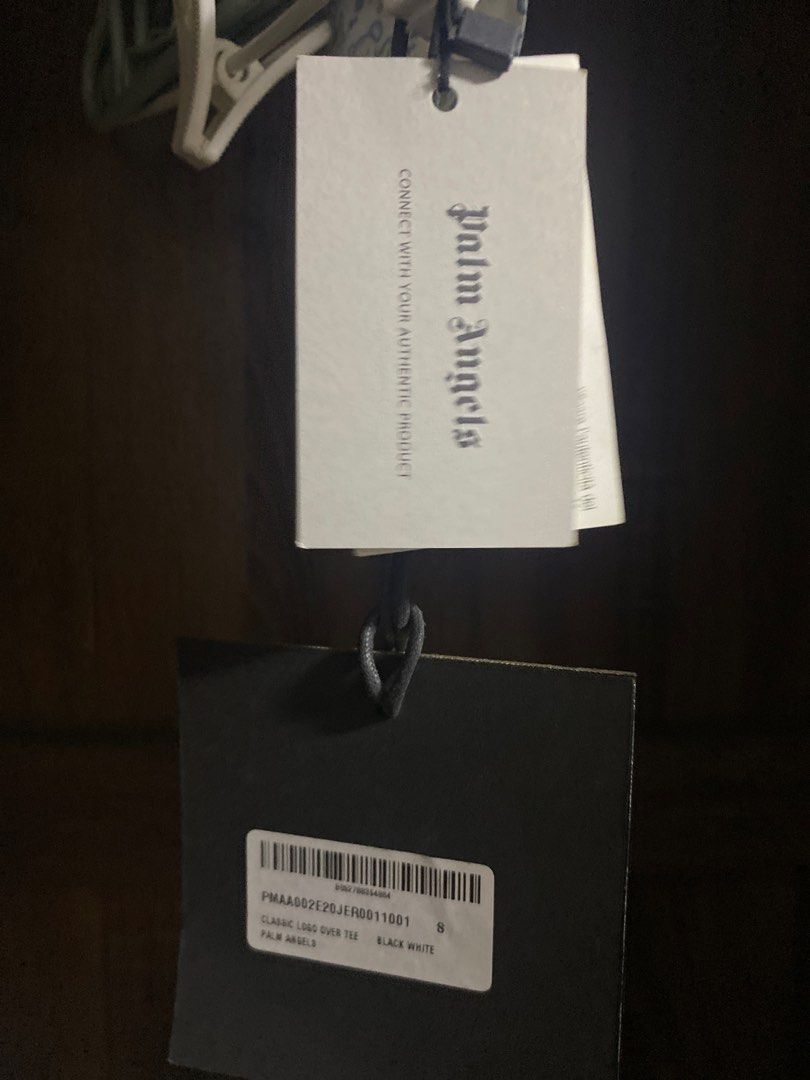 Palm Angels
CONNECT WITH YOUR AUTHENTIC PRODUCT
PMAA002E20JER0011001 S
CLASSIC LOGO OVER TEE BLACK WHITE
PALM ANGELS